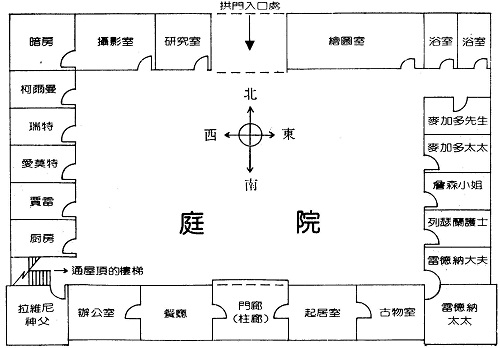 拱門入口處
暗房
攝影室
研究室
繪圖室
浴室
浴室
柯爾曼
瑞特
愛莫特
賈雷
廚房
北
西
東
南
庭 院
麥加多先生
麥加多太太
詹森小姐
列瑟蘭護士
雷德納大夫
通屋頂的樓梯
拉維尼
神父
辦公室
餐廳
門廊
(柱廊)
起居室
古物室
雷德納
太太